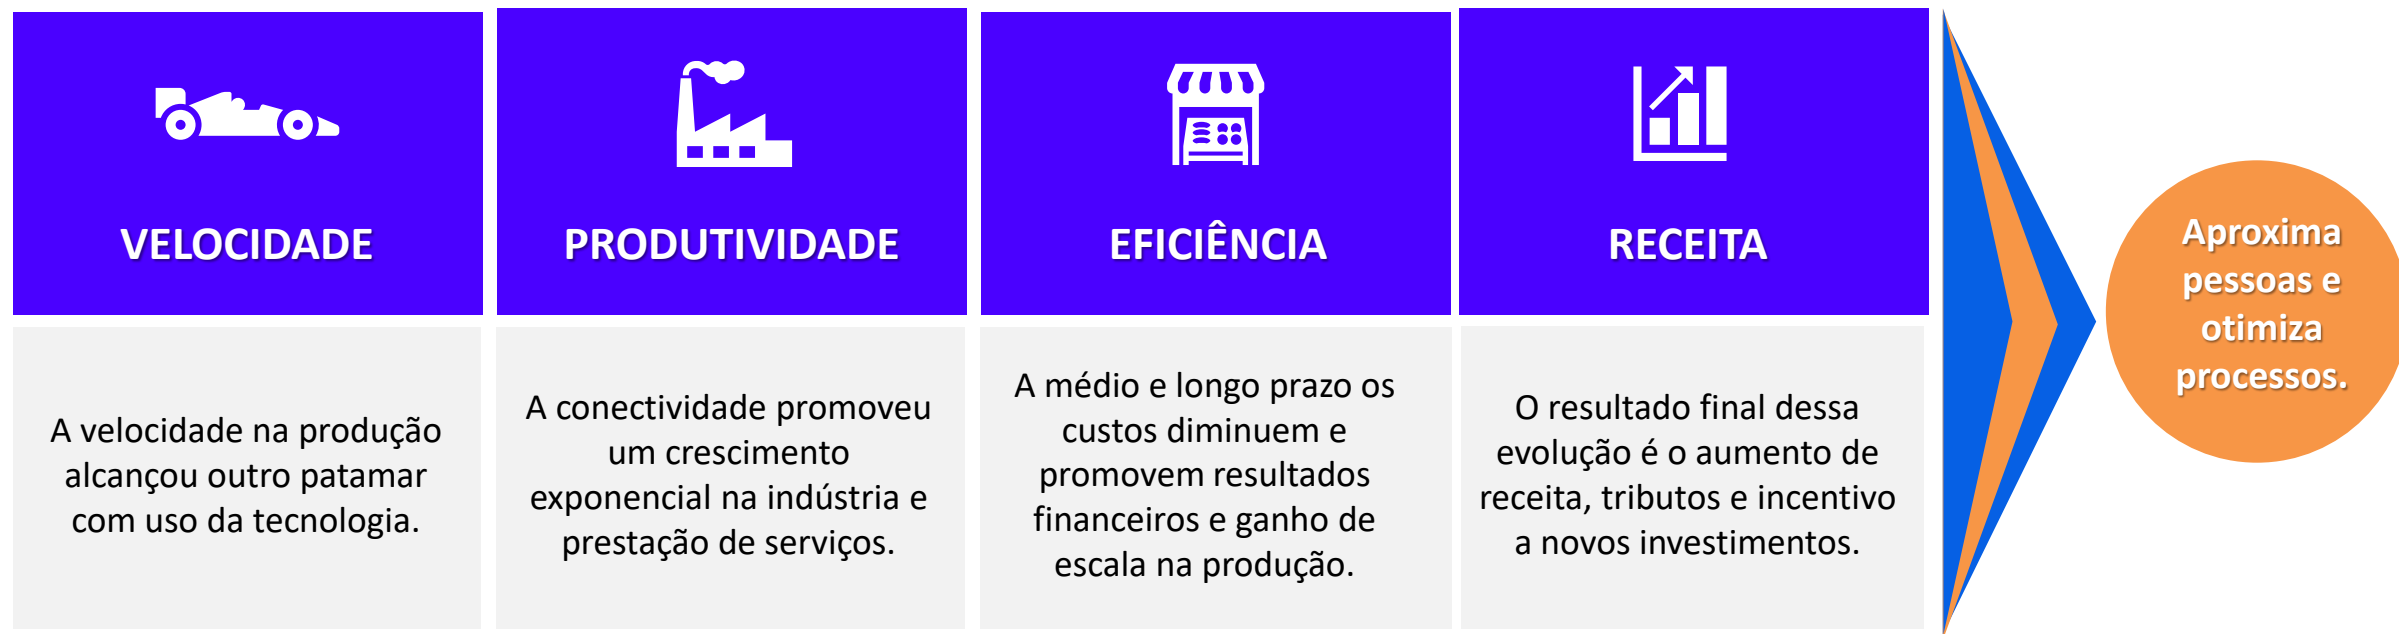 VELOCIDADE
A velocidade na produção
alcançou outro patamar
com uso da tecnologia.
PRODUTIVIDADE
A conectividade promoveu
um crescimento
exponencial na indústria e
prestação de serviços.
EFICIÊNCIA
A médio e longo prazo os
custos diminuem e
promovem resultados
financeiros e ganho de
escala na produção.
RECEITA
O resultado final dessa
evolução é o aumento de
receita, tributos e incentivo
a novos investimentos.
Aproxima
pessoas e
otimiza
processos.